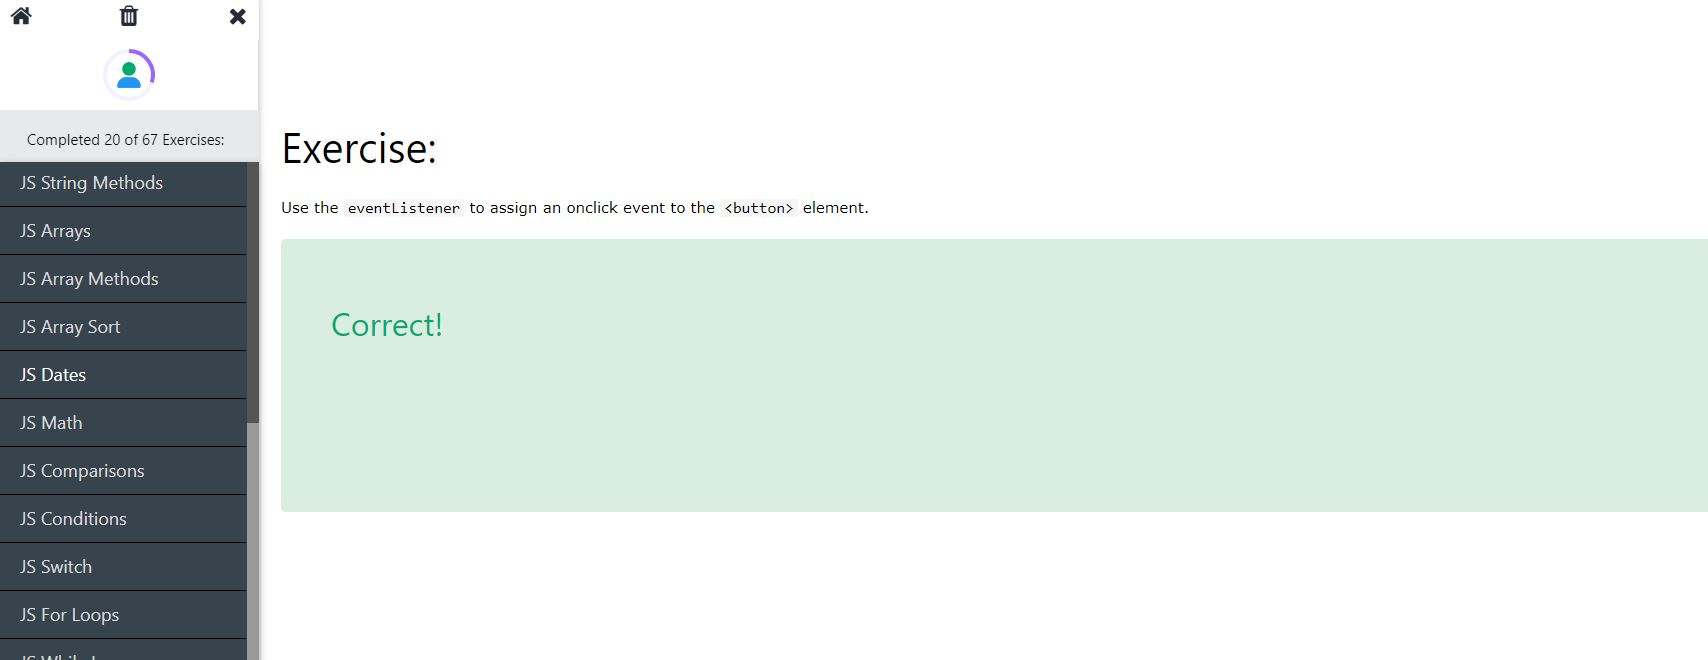 Completed 20 of 67 Exercises:
JS String Methods
JS Arrays
JS Array Methods
JS Array Sort
JS Dates
JS Math
JS Comparisons
JS Conditions
JS Switch
JS For Loops
Exercise:
Use the eventListener to assign an onclick event to the <button> element.
Correct!